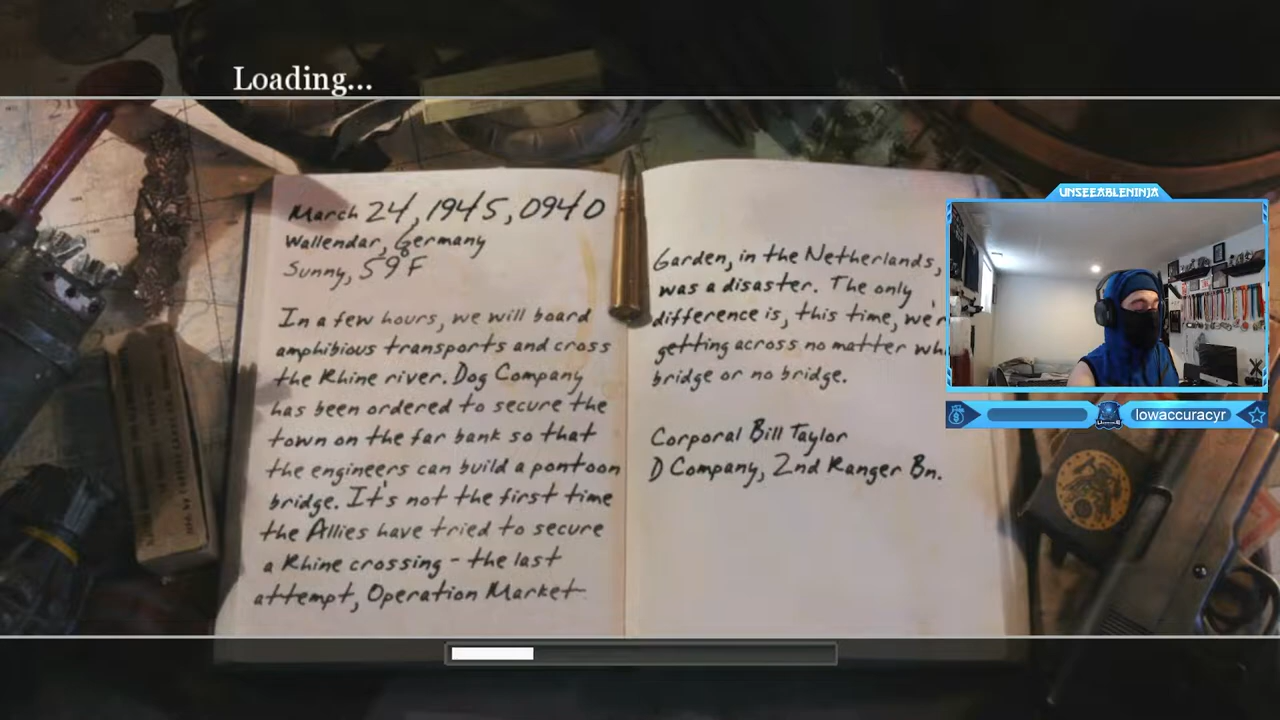 Loading...
March 24, 1945, 0940
Wallendar, Germany
Sunny, 59 F
In a few hours, we will board
amphibious transports and cross
the Rhine river. Dog Company
has been ordered to secure the
town on the far bank so that
the engineers can build a pontoon
bridge. It's not the first time
the Allies have tried to secure
a Rhine crossing - the last
attempt, Operation Market
Garden, in the Netherlands,
was a disaster. The only
difference is, this time, we'r
getting across no matter wh
bridge or no bridge.
Corporal Bill Taylor
D Company, 2nd Ranger Bn.
UNSEEABLENINJA
lowaccuracyr